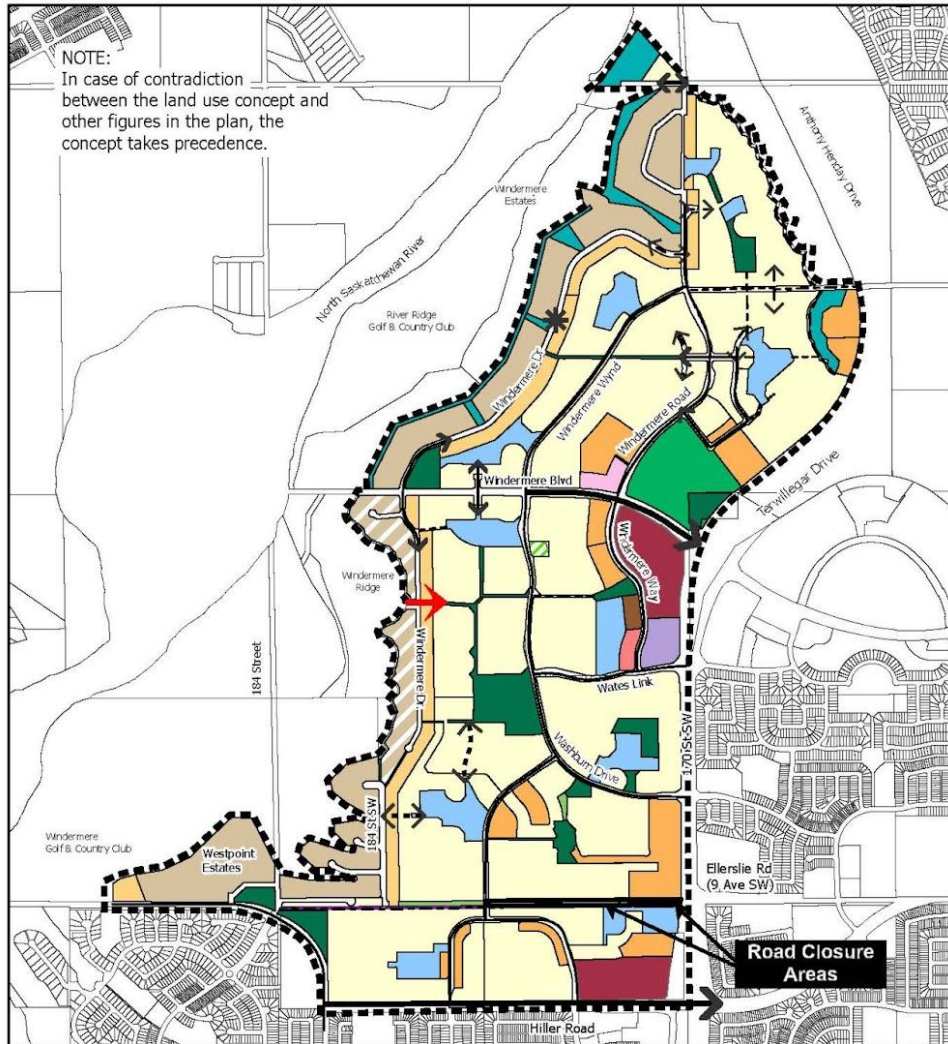 NOTE:
In case of contradiction
between the land use concept and
other figures in the plan, the
concept takes precedence.
Anthony Henday Drive
Windermere
Estates
North Saskatchewan River
River Ridge
Golf & Country Club
Windermere Dr.
Windermere Wynd
Windermere Road
Windermere Blvd
Terwillegar Drive
Windermere Way
Windermere
Ridge
184 Street
Windermere Dr.
Wates Link
170 St SW
Washburn Drive
184 St SW
Windermere
Golf & Country Club
Westpoint
Estates
Ellerslie Rd
(9 Ave SW)
Road Closure
Areas
Hiller Road